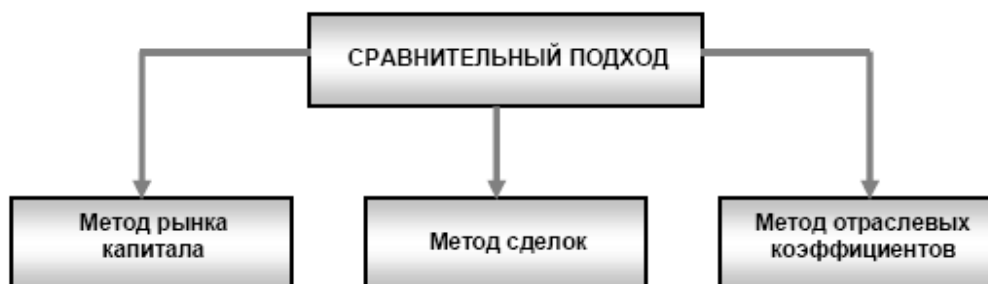 СРАВНИТЕЛЬНЫЙ ПОДХОД
Метод рынка
капитала
Метод сделок
Метод отраслевых
коэффициентов